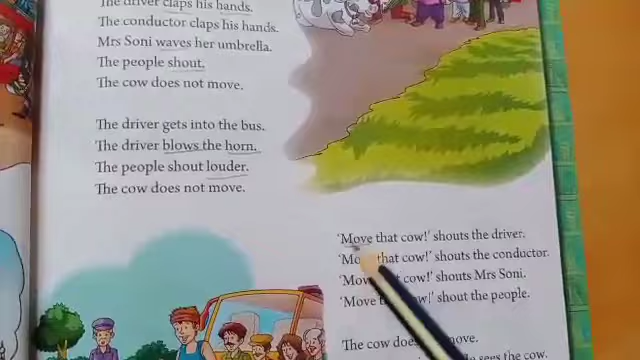 The driver claps his hands.
The conductor claps his hands.
Mrs Soni waves her umbrella.
The people shout.
The cow does not move.
The driver gets into the bus.
The driver blows the horn.
The people shout louder.
The cow does not move.
'Move that cow!' shouts the driver.
that cow!' shouts the conductor.
cow!' shouts Mrs Soni.
shout the people.
The cow move.
sees the cow.